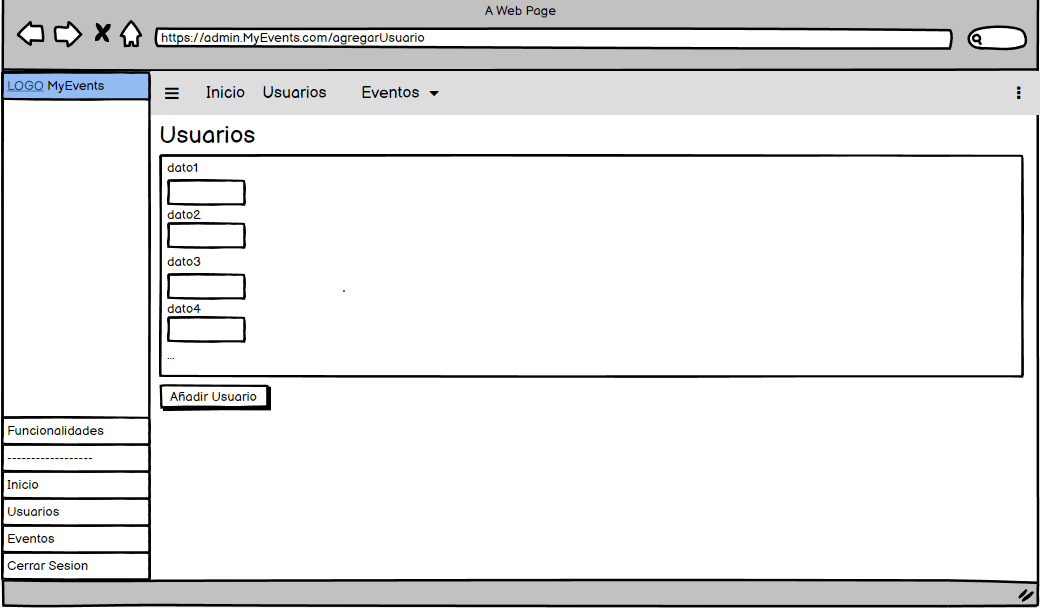 A Web Page
https://admin.MyEvents.com/agregarUsuario
LOGO MyEvents
Inicio Usuarios Eventos
Usuarios
dato1
dato2
dato3
dato4
...
Añadir Usuario
Funcionalidades
------------------
Inicio
Usuarios
Eventos
Cerrar Sesion